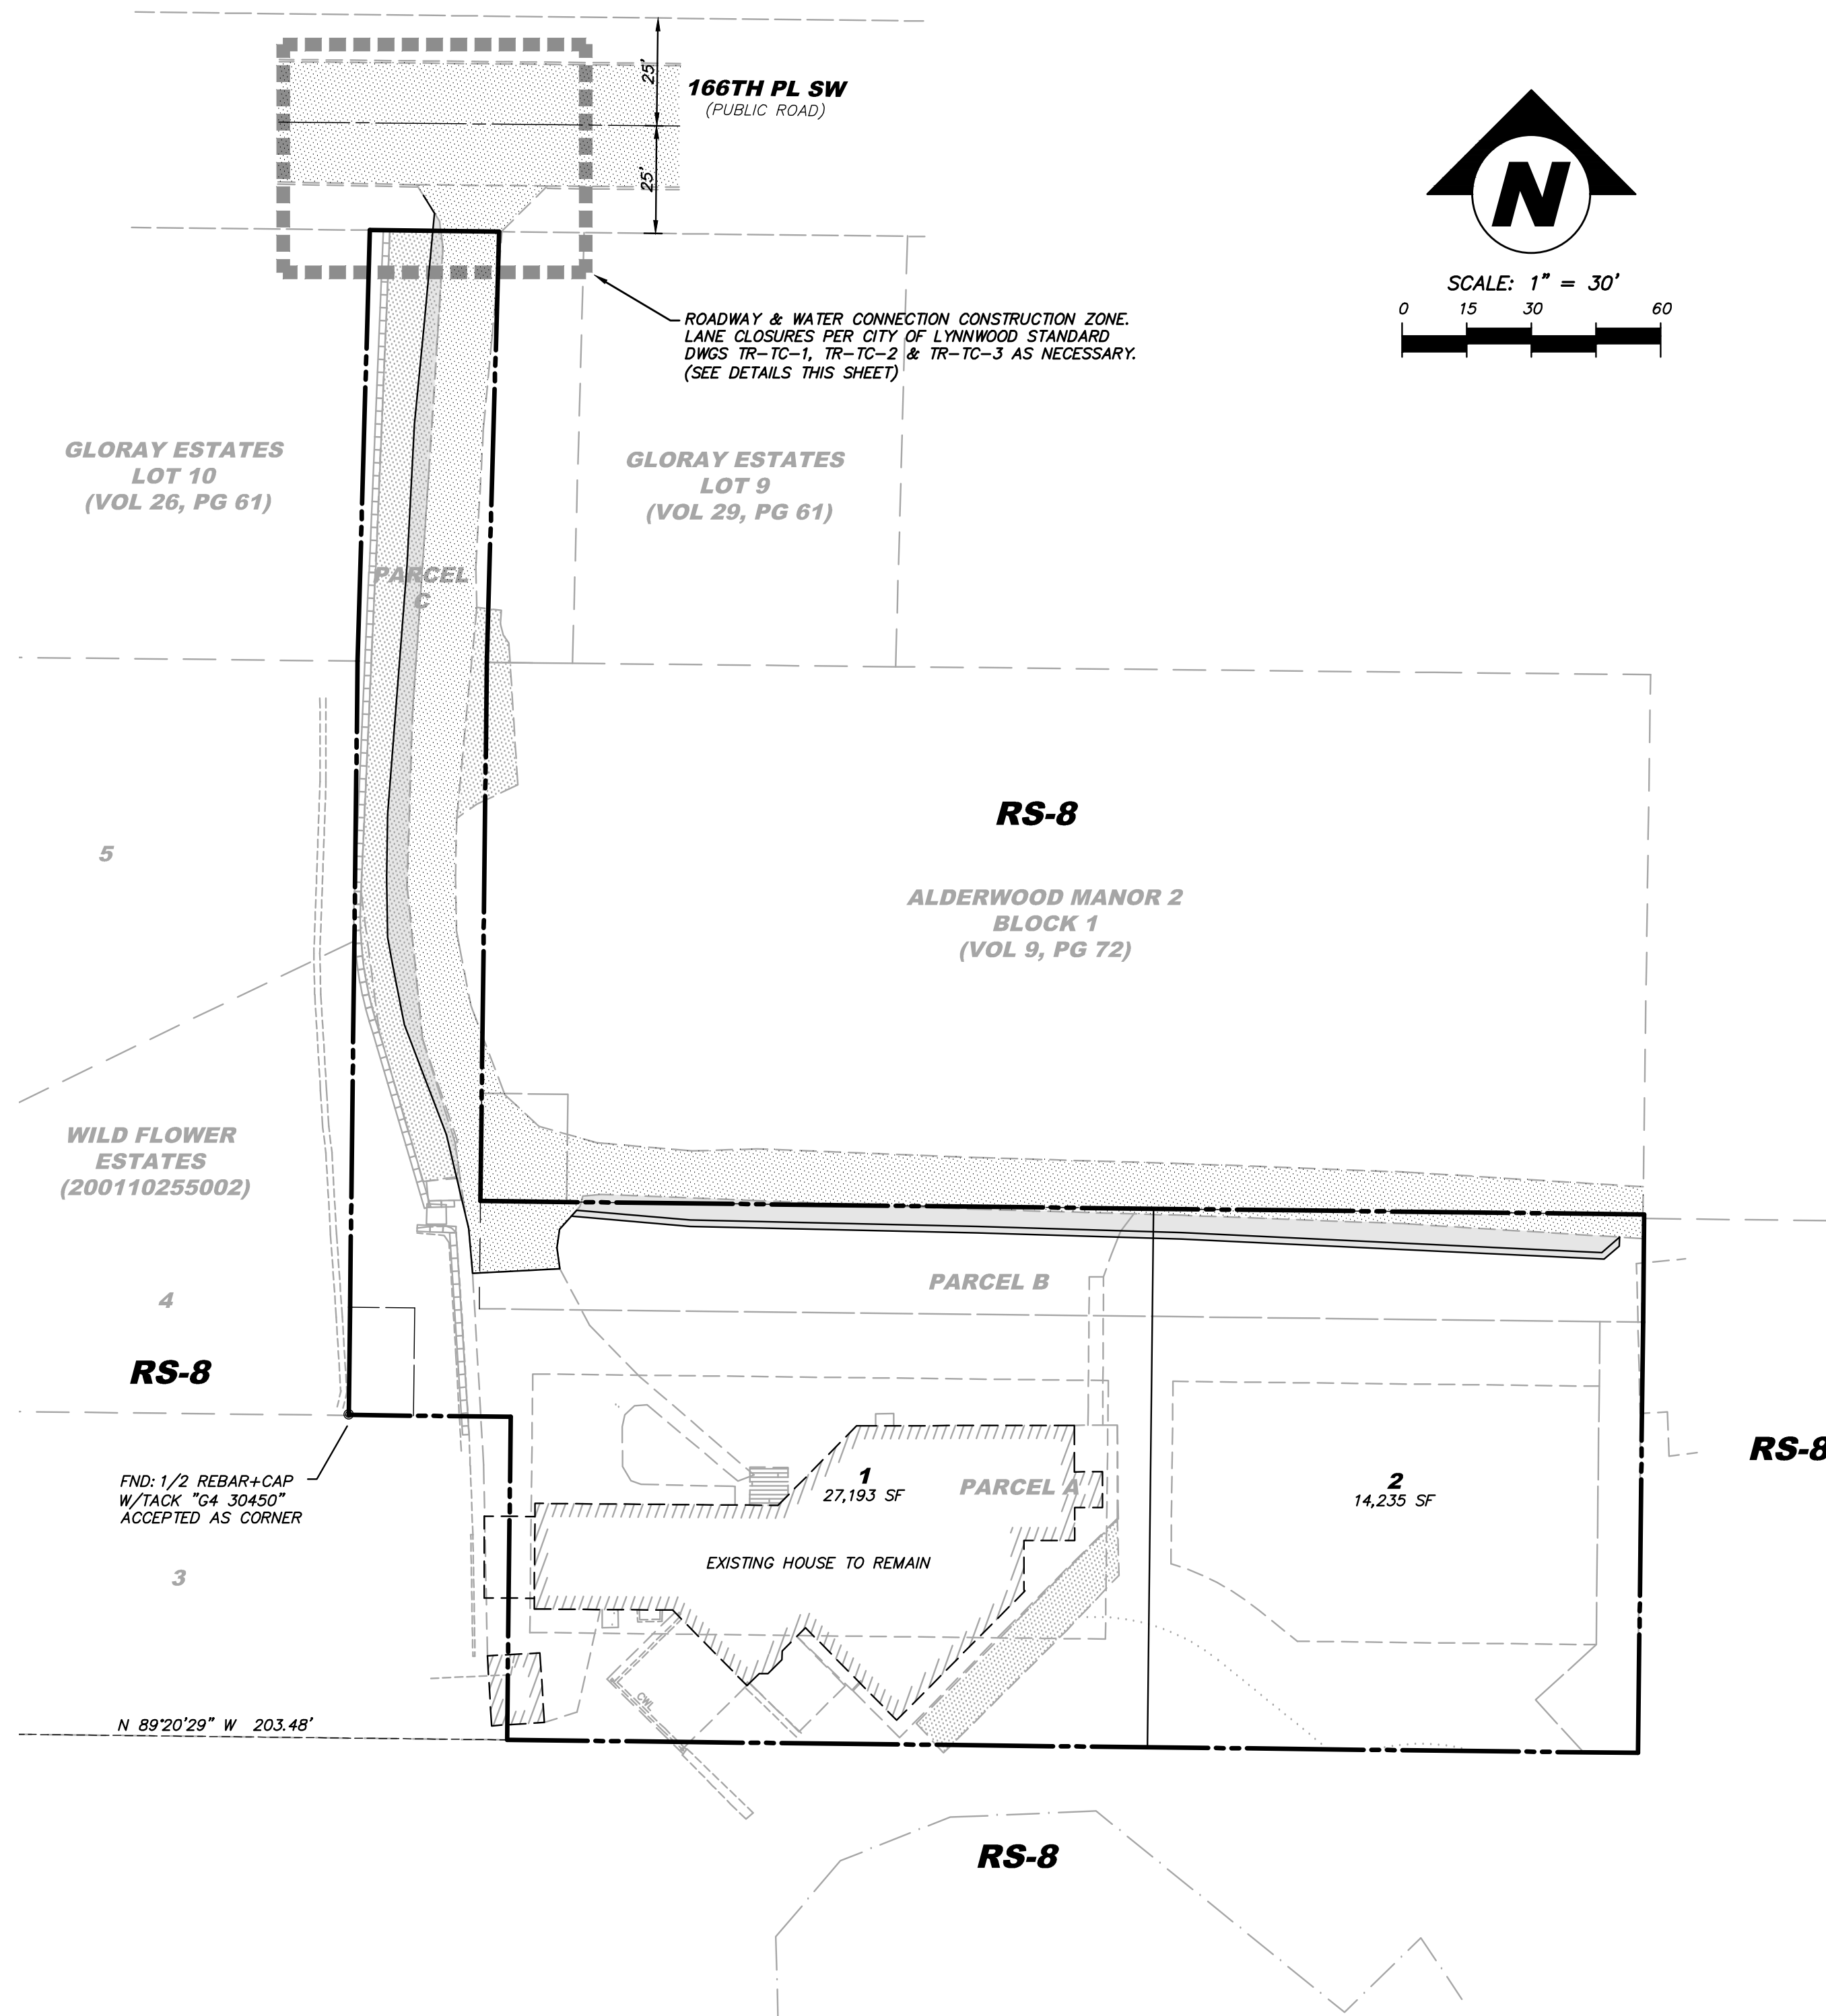 25'
166TH PL SW
(PUBLIC ROAD)
25'
N
SCALE: 1" = 30'
0 15 30 60
ROADWAY & WATER CONNECTION CONSTRUCTION ZONE.
LANE CLOSURES PER CITY OF LYNNWOOD STANDARD
DWGS TR-TC-1, TR-TC-2 & TR-TC-3 AS NECESSARY.
(SEE DETAILS THIS SHEET)
GLORAY ESTATES
LOT 10
(VOL 26, PG 61)
GLORAY ESTATES
LOT 9
(VOL 29, PG 61)
PARCEL
C
RS-8
5
ALDERWOOD MANOR 2
BLOCK 1
(VOL 9, PG 72)
WILD FLOWER
ESTATES
(200110255002)
PARCEL B
4
RS-8
RS-8
FND: 1/2 REBAR+CAP
W/TACK "G4 30450"
ACCEPTED AS CORNER
1
27,193 SF
PARCEL A
2
14,235 SF
EXISTING HOUSE TO REMAIN
3
CWL
N 89°20'29" W 203.48'
RS-8